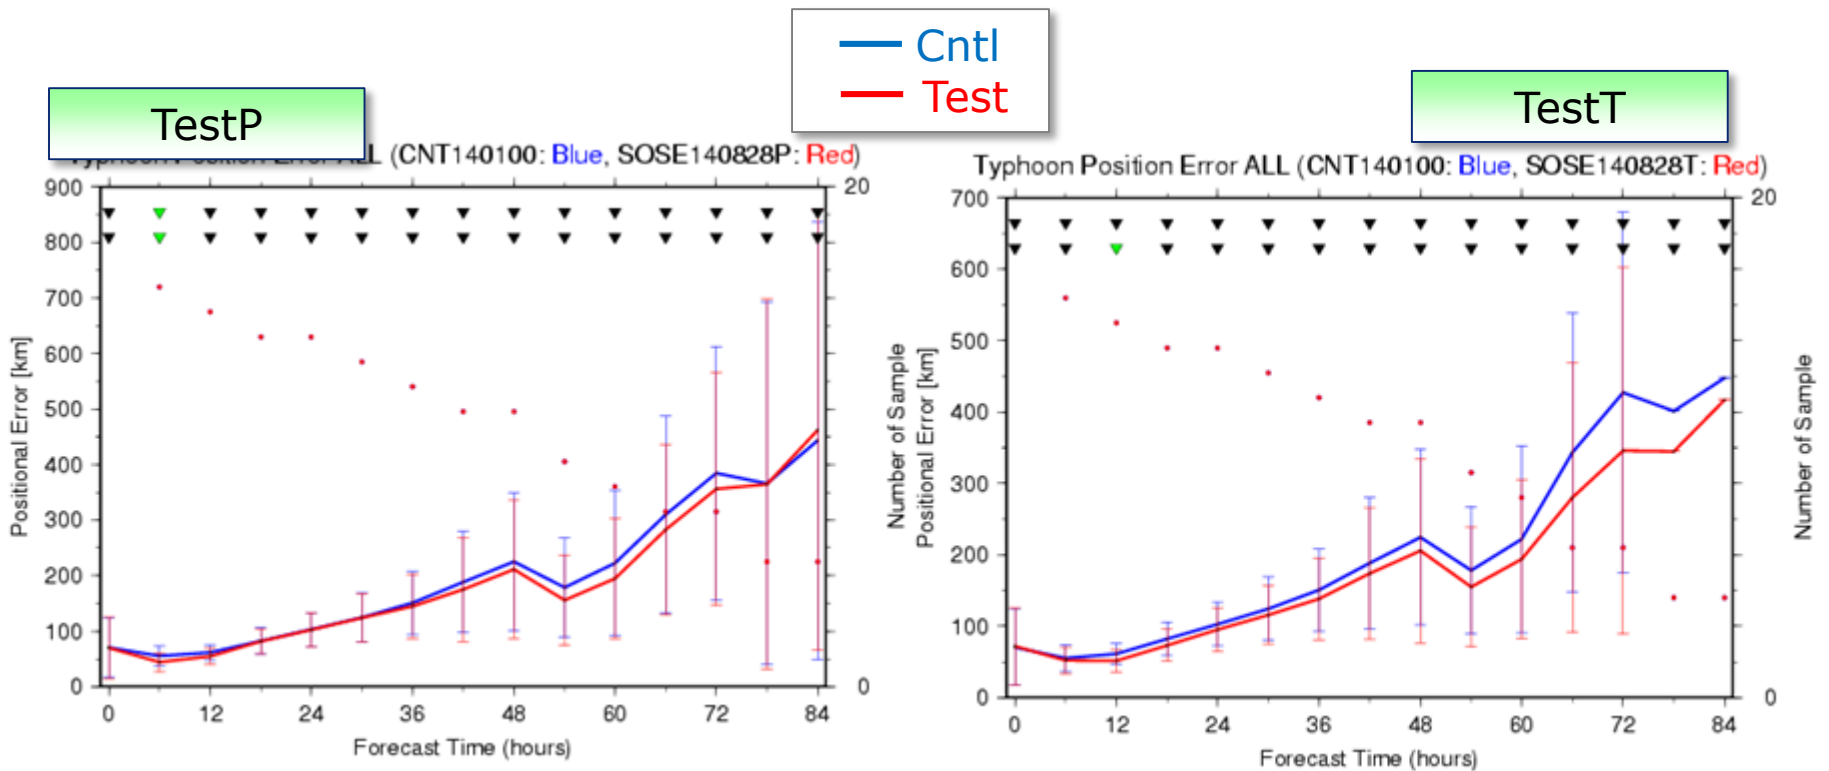 Cntl
Test
TestP
TestT
Position Error ALL (CNT140100: Blue, SOSE140828P: Red)
Typhoon Position Error ALL (CNT140100: Blue, SOSE140828T: Red)
900
800
700
600
500
400
300
200
100
0
Positional Error [km]
20
0
Number of Sample
0 12 24 36 48 60 72 84
Forecast Time (hours)
700
600
500
400
300
200
100
0
Positional Error [km]
20
0
Number of Sample
0 12 24 36 48 60 72 84
Forecast Time (hours)